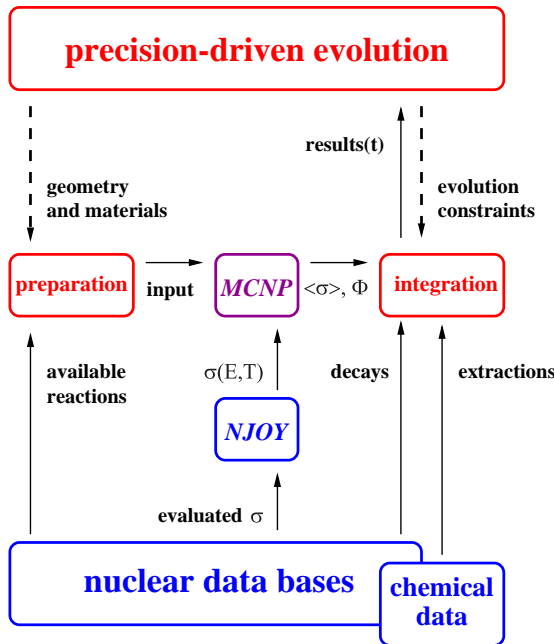 precision-driven evolution
results(t)
geometry
and materials
evolution
constraints
preparation
input
MCNP
<σ>, Φ
integration
available
reactions
σ(E,T)
decays
extractions
NJOY
evaluated σ
nuclear data bases
chemical
data